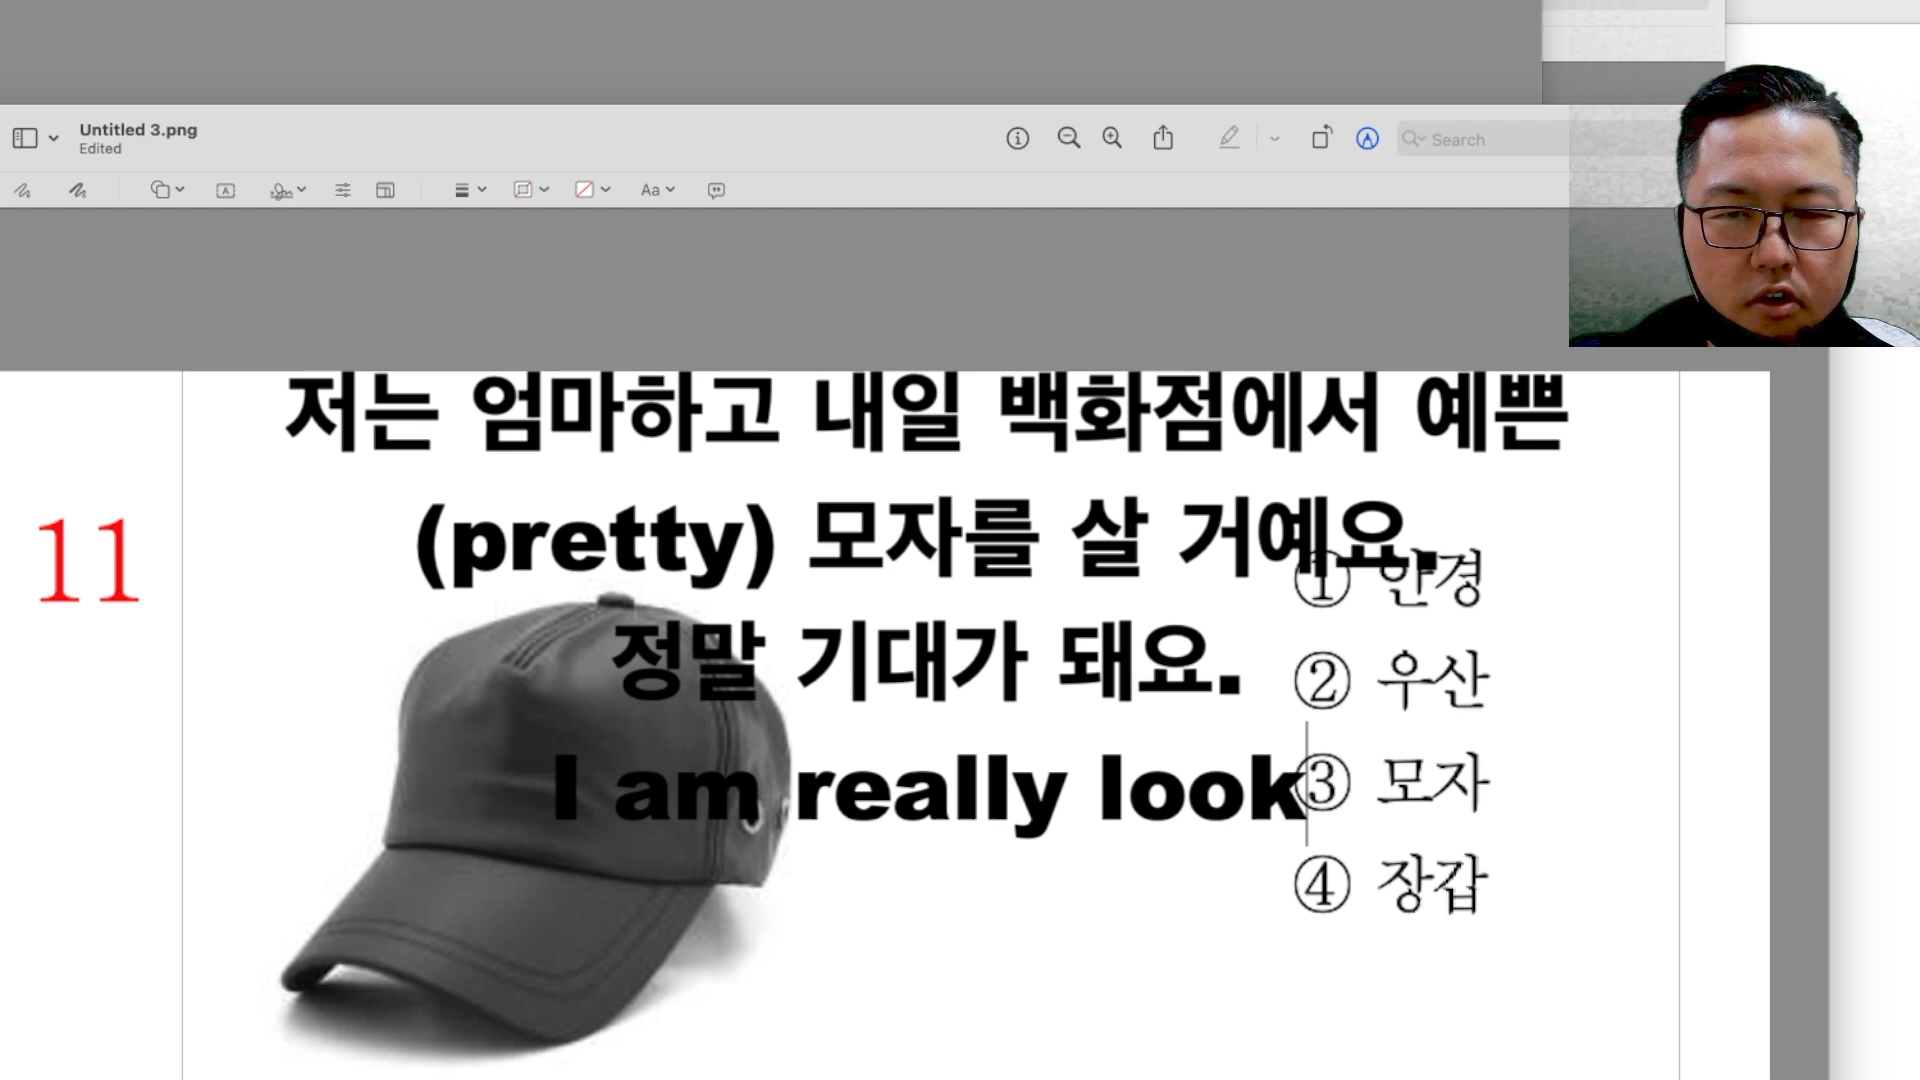 Untitled 3.png
Edited
Search
Aa
저는 엄마하고 내일 백화점에서 예쁜
(pretty) 모자를 살 거예요.
정말 기대가 돼요.
I am really look
11
① 안경
② 우산
③ 모자
④ 장갑